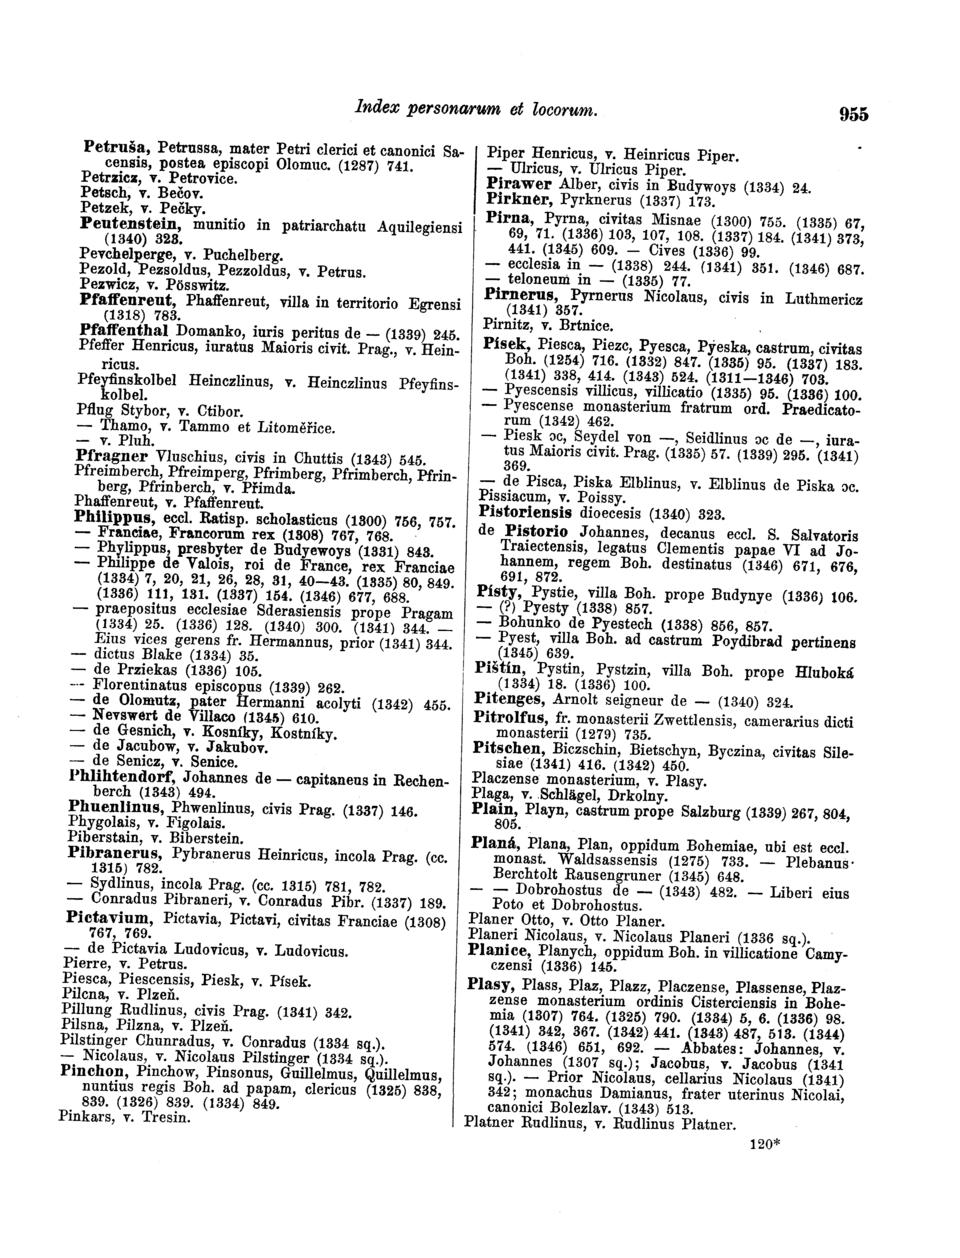 Index personarum et locorum.
955
Petruša, Petrussa, mater Petri clerici et canonici Sa-
censis, postea episcopi Olomuc. (1287) 741.
Petrzicz, v. Petrovice.
Petsch, v. Bečov.
Petzek, v. Pečky.
Peutenstein, munitio in patriarchatu Aquilegiensi
(1340) 323.
Pevchelperge, v. Puchelberg.
Pezold, Pezsoldus, Pezzoldus, v. Petrus.
Pezwicz, v. Pösswitz.
Pfaffenreut, Phaffenreut, villa in territorio Egrensi
(1318) 783.
Pfaffenthal Domanko, iuris peritus de — (1339) 245.
Pfeffer Henricus, iuratus Maioris civit. Prag., v. Hein-
ricus.
Pfeyfinskolbel Heinczlinus, v. Heinczlinus Pfeyfins-
kolbel.
Pflug Stybor, v. Ctibor.
— Thamo, v. Tammo et Litoměřice.
— v. Pluh.
Pfragner Vluschius, civis in Chuttis (1343) 545.
Pfreimberch, Pfreimperg, Pfrimberg, Pfrimberch, Pfrin-
berg, Pfrinberch, v. Přimda.
Phaffenreut, v. Pfaffenreut.
Philippus, eccl. Ratisp. scholasticus (1300) 756, 757.
— Franciae, Francorum rex (1308) 767, 768.
— Phylippus, presbyter de Budyewoys (1331) 843.
— Philippe de Valois, roi de France, rex Franciae
(1334) 7, 20, 21, 26, 28, 31, 40—43. (1335) 80, 849.
(1336) 111, 131. (1337) 154. (1346) 677, 688.
— praepositus ecclesiae Sderasiensis prope Pragam
(1334) 25. (1336) 128. (1340) 300. (1341) 344. —
Eius vices gerens fr. Hermannus, prior (1341) 344.
— dictus Blake (1334) 35.
— de Prziekas (1336) 105.
— Florentinatus episcopus (1339) 262.
— de Olomutz, pater Hermanni acolyti (1342) 455.
— Nevswert de Villaco (1345) 610.
— de Gesnich, v. Kosníky, Kostníky.
— de Jacubow, v. Jakubov.
— de Senicz, v. Senice.
Phlihtendorf, Johannes de — capitaneus in Rechen-
berch (1343) 494.
Phuenlinus, Phwenlinus, civis Prag. (1337) 146.
Phygolais, v. Figolais.
Piberstain, v. Biberstein.
Pibranerus, Pybranerus Heinricus, incola Prag. (cc.
1315) 782.
— Sydlinus, incola Prag. (cc. 1315) 781, 782.
— Conradus Pibraneri, v. Conradus Pibr. (1337) 189.
Pictavium, Pictavia, Pictavi, civitas Franciae (1308)
767, 769.
— de Pictavia Ludovicus, v. Ludovicus.
Pierre, v. Petrus.
Piesca, Piescensis, Piesk, v. Písek.
Pilcna, v. Plzeň.
Pillung Rudlinus, civis Prag. (1341) 342.
Pilsna, Pilzna, v. Plzeň.
Pilstinger Chunradus, v. Conradus (1334 sq.).
— Nicolaus, v. Nicolaus Pilstinger (1334 sq.).
Pinchon, Pinchow, Pinsonus, Guillelmus, Quillelmus,
nuntius regis Boh. ad papam, clericus (1325) 838,
839. (1326) 839. (1334) 849.
Pinkars, v. Tresin.
Piper Henricus, v. Heinricus Piper.
— Ulricus, v. Ulricus Piper.
Pirawer Alber, civis in Budywoys (1334) 24.
Pirkner, Pyrknerus (1337) 173.
Pirna, Pyrna, civitas Misnae (1300) 755. (1335) 67,
69, 71. (1336) 103, 107, 108. (1337) 184. (1341) 373,
441. (1345) 609. — Cives (1336) 99.
— ecclesia in — (1338) 244. (1341) 351. (1346) 687.
— teloneum in — (1335) 77.
Pirnerus, Pyrnerus Nicolaus, civis in Luthmericz
(1341) 357.
Pirnitz, v. Brtnice.
Písek, Piesca, Piezc, Pyesca, Pyeska, castrum, civitas
Boh. (1254) 716. (1332) 847. (1335) 95. (1337) 183.
(1341) 338, 414. (1343) 524. (1311—1346) 703.
— Pyescensis villicus, villicatio (1335) 95. (1336) 100.
— Pyescense monasterium fratrum ord. Praedicato-
rum (1342) 462.
— Piesk ɔc, Seydel von —, Seidlinus ɔc de —, iura-
tus Maioris civit. Prag. (1335) 57. (1339) 295. (1341)
369.
— de Pisca, Piska Elblinus, v. Elblinus de Piska ɔc.
Pissiacum, v. Poissy.
Pistoriensis dioecesis (1340) 323.
de Pistorio Johannes, decanus eccl. S. Salvatoris
Traiectensis, legatus Clementis papae VI ad Jo-
hannem, regem Boh. destinatus (1346) 671, 676,
691, 872.
Písty, Pystie, villa Boh. prope Budynye (1336) 106.
— (?) Pyesty (1338) 857.
— Bohunko de Pyestech (1338) 856, 857.
— Pyest, villa Boh. ad castrum Poydibrad pertinens
(1345) 639.
Pištín, Pystin, Pystzin, villa Boh. prope Hluboká
(1334) 18. (1336) 100.
Pitenges, Arnolt seigneur de — (1340) 324.
Pitrolfus, fr. monasterii Zwettlensis, camerarius dicti
monasterii (1279) 735.
Pitschen, Biczschin, Bietschyn, Byczina, civitas Sile-
siae (1341) 416. (1342) 450.
Placzense monasterium, v. Plasy.
Plaga, v. Schlägel, Drkolny.
Plain, Playn, castrum prope Salzburg (1339) 267, 804,
805.
Planá, Plana, Plan, oppidum Bohemiae, ubi est eccl.
monast. Waldsassensis (1275) 733. — Plebanus
Berchtolt Rausengruner (1345) 648.
— — Dobrohostus de — (1343) 482. — Liberi eius
Poto et Dobrohostus.
Planer Otto, v. Otto Planer.
Planeri Nicolaus, v. Nicolaus Planeri (1336 sq.).
Planice, Planych, oppidum Boh. in villicatione Camy-
czensi (1336) 145.
Plasy, Plass, Plaz, Plazz, Placzense, Plassense, Plaz-
zense monasterium ordinis Cisterciensis in Bohe-
mia (1307) 764. (1325) 790. (1334) 5, 6. (1336) 98.
(1341) 342, 367. (1342) 441. (1343) 487, 513. (1344)
574. (1346) 651, 692. — Abbates: Johannes, v.
Johannes (1307 sq.); Jacobus, v. Jacobus (1341
sq.). — Prior Nicolaus, cellarius Nicolaus (1341)
342; monachus Damianus, frater uterinus Nicolai,
canonici Bolezlav. (1343) 513.
Platner Rudlinus, v. Rudlinus Platner.
120*